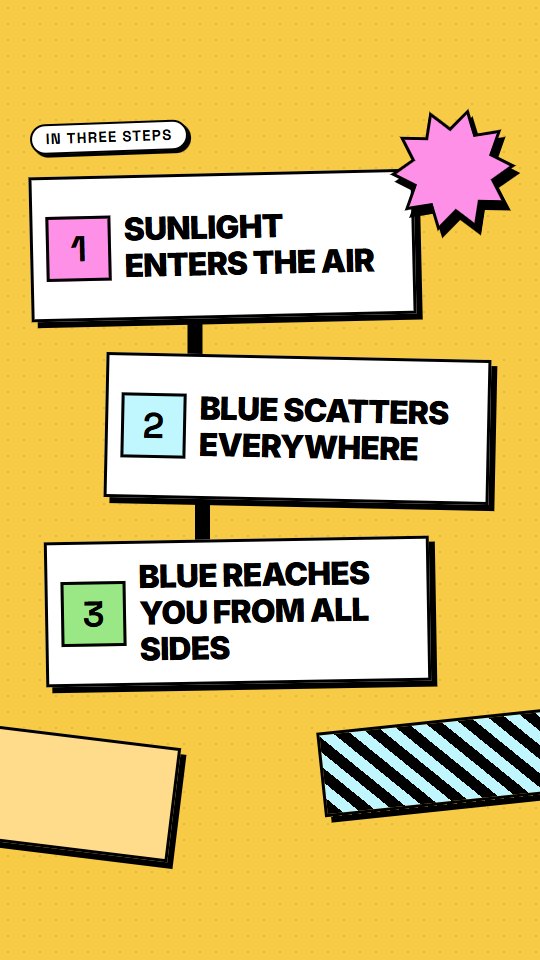 IN THREE STEPS
1
SUNLIGHT
ENTERS THE AIR
2
BLUE SCATTERS
EVERYWHERE
3
BLUE REACHES
YOU FROM ALL
SIDES